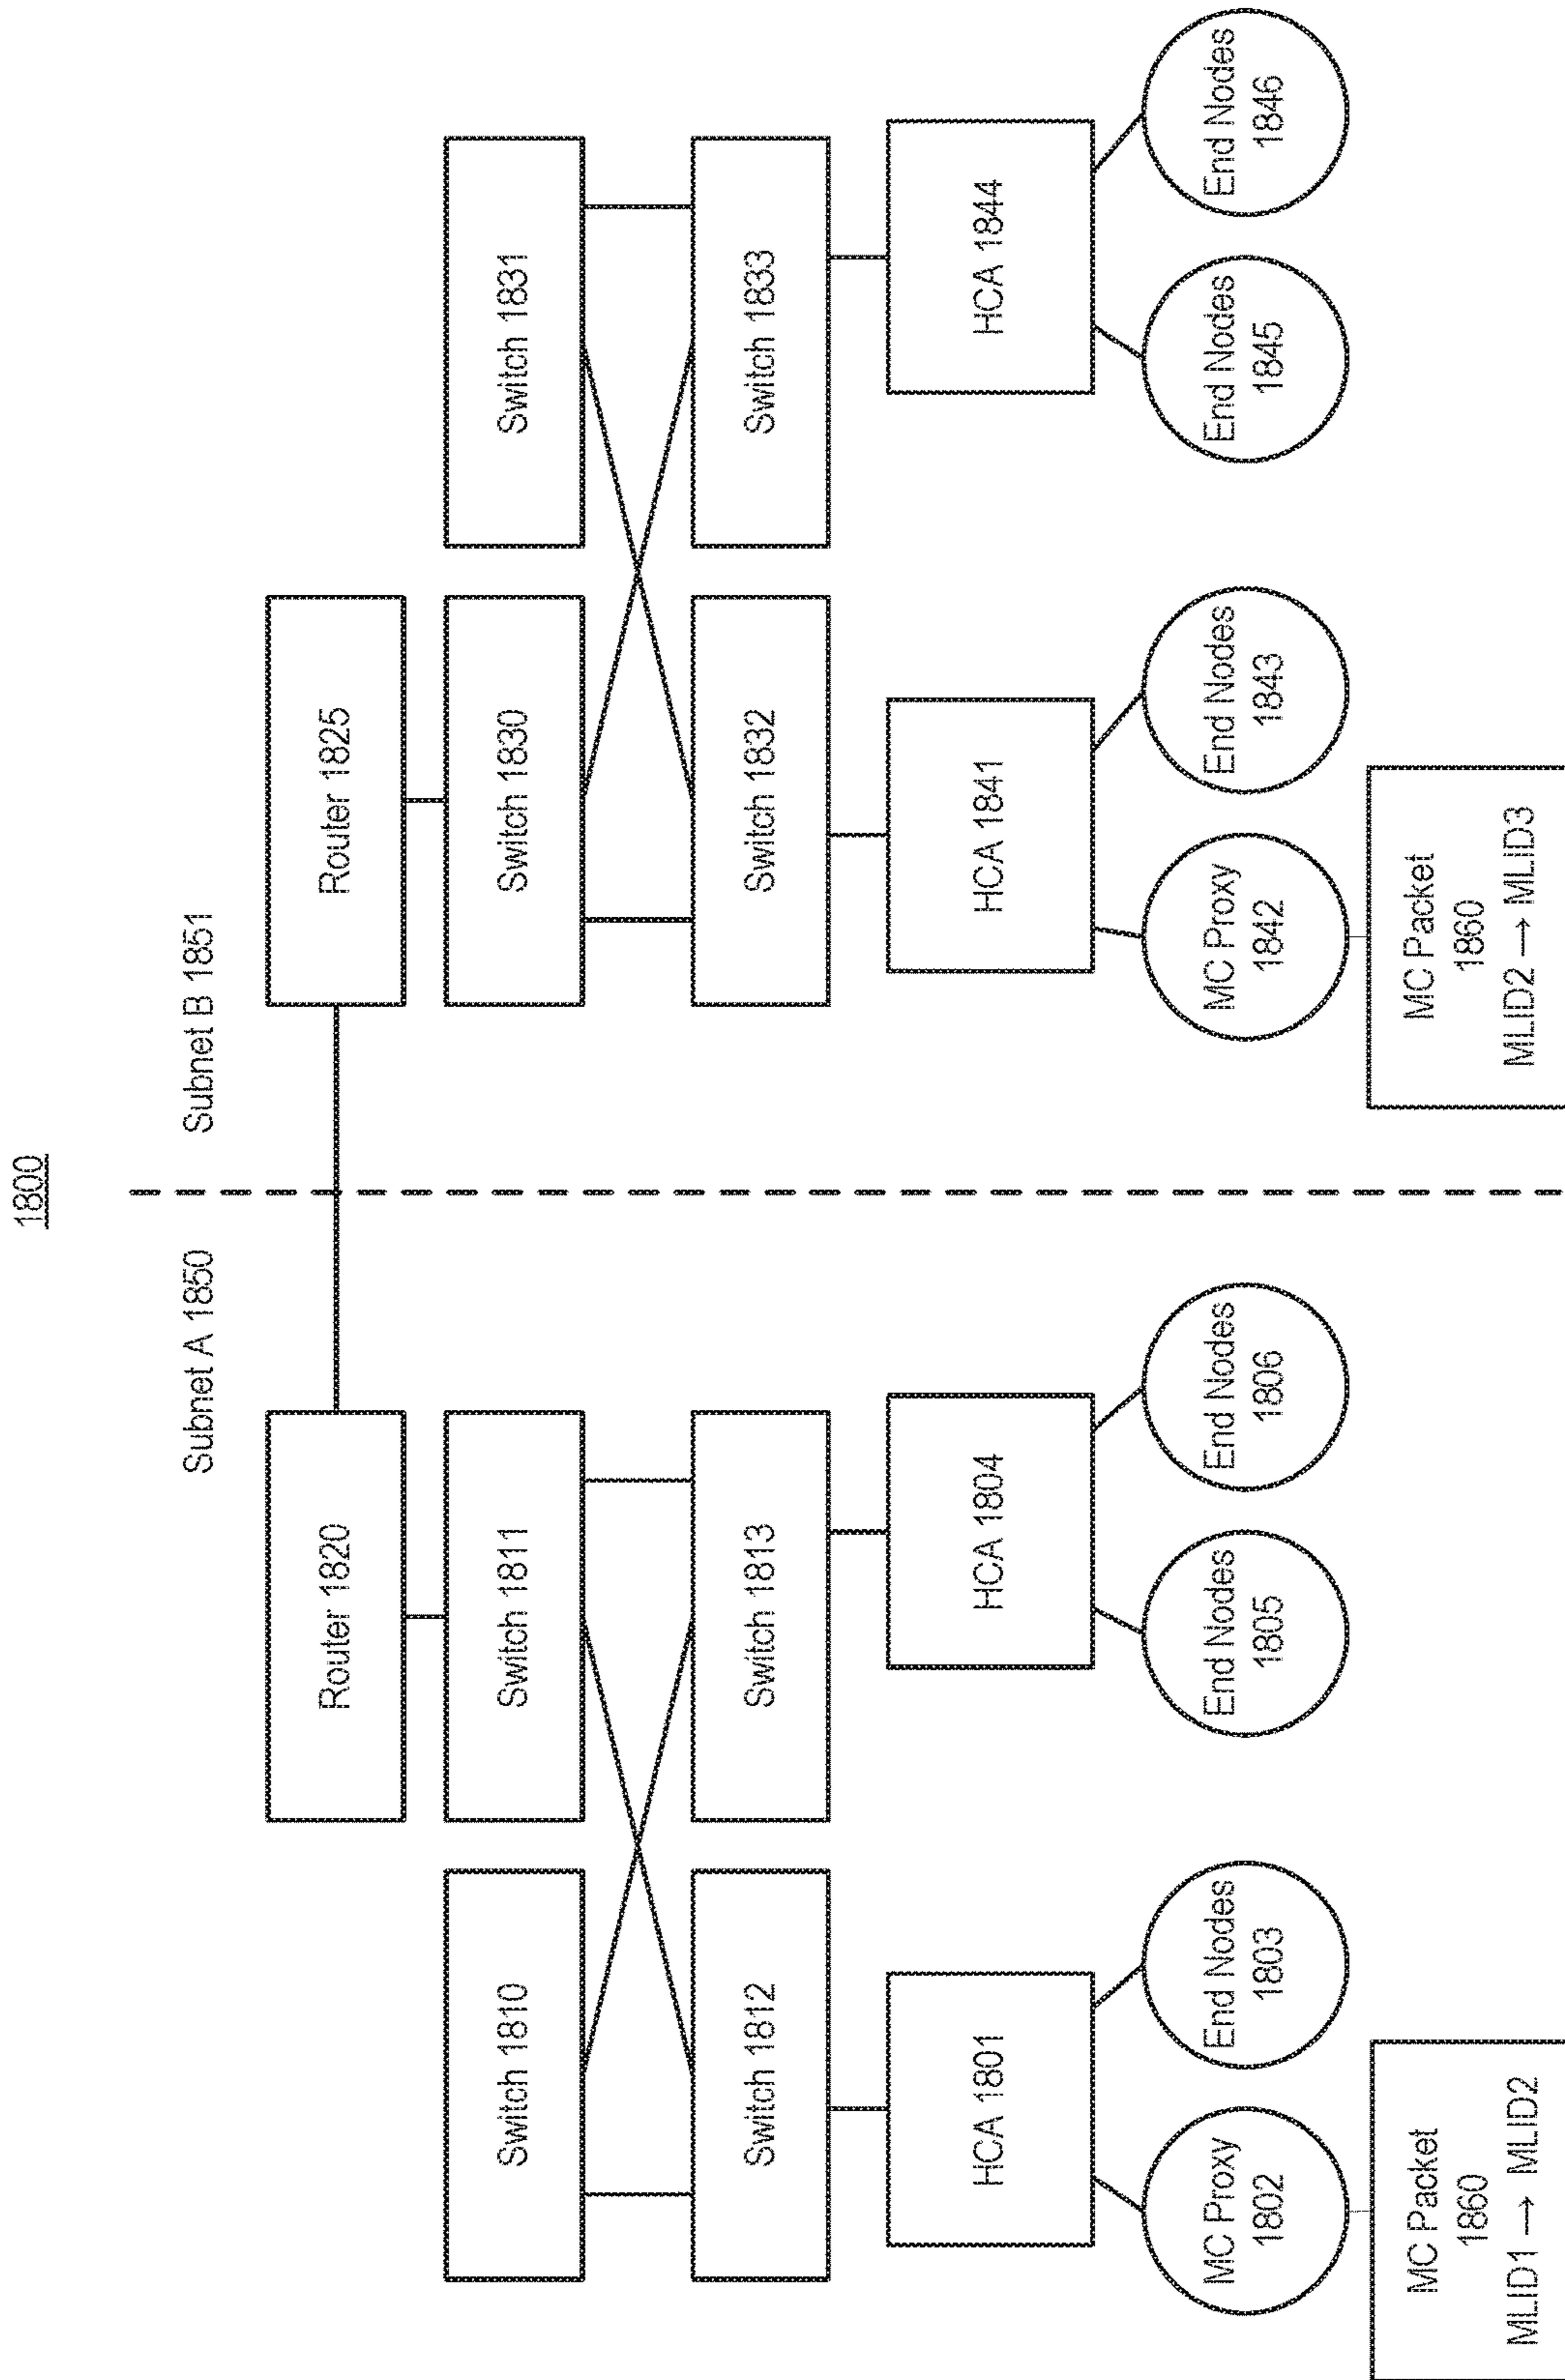 1800
Subnet A 1850
Subnet B 1851
Router 1820
Router 1825
Switch 1810
Switch 1811
Switch 1830
Switch 1831
Switch 1812
Switch 1813
Switch 1832
Switch 1833
HCA 1801
HCA 1804
HCA 1841
HCA 1844
MC Proxy
1802
End Nodes
1803
End Nodes
1805
End Nodes
1806
MC Proxy
1842
End Nodes
1843
End Nodes
1845
End Nodes
1846
MC Packet
1860
MLID1 → MLID2
MC Packet
1860
MLID2 → MLID3